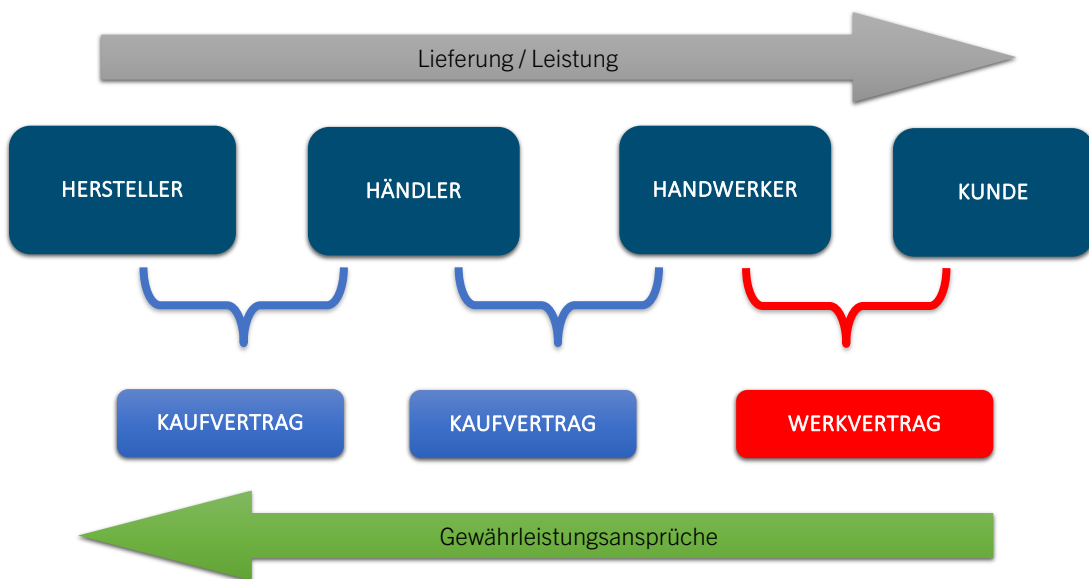 Lieferung / Leistung
HERSTELLER
HÄNDLER
HANDWERKER
KUNDE
KAUFVERTRAG
KAUFVERTRAG
WERKVERTRAG
Gewährleistungsansprüche